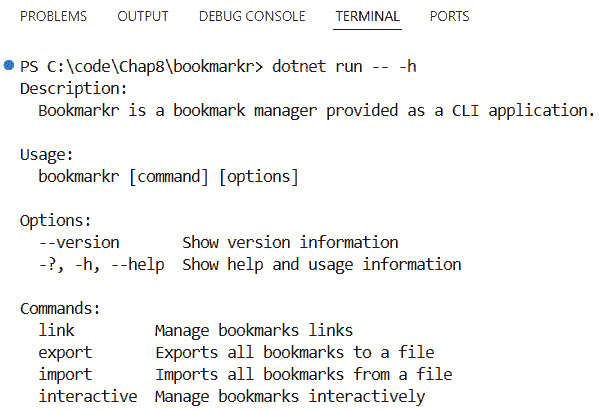 PROBLEMS OUTPUT DEBUG CONSOLE TERMINAL PORTS
PS C:\code\Chap8\bookmarkr> dotnet run -- -h
Description:
  Bookmarkr is a bookmark manager provided as a CLI application.

Usage:
  bookmarkr [command] [options]

Options:
  --version       Show version information
  -?, -h, --help  Show help and usage information

Commands:
  link         Manage bookmarks links
  export       Exports all bookmarks to a file
  import       Imports all bookmarks from a file
  interactive  Manage bookmarks interactively